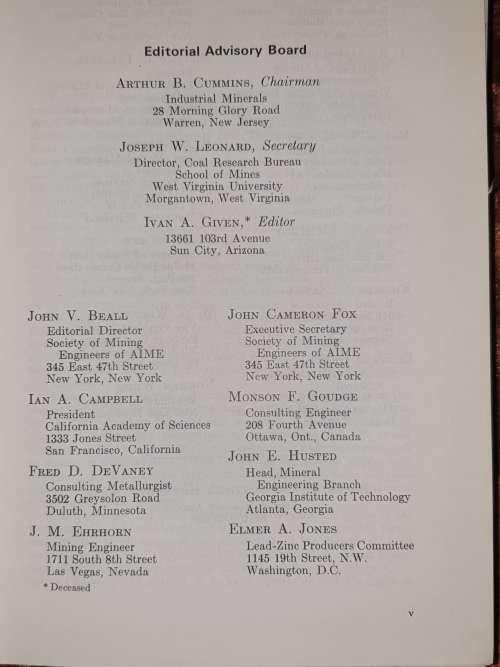 Editorial Advisory Board
ARTHUR B. CUMMINS, Chairman
Industrial Minerals
28 Morning Glory Road
Warren, New Jersey
JOSEPH W. LEONARD, Secretary
Director, Coal Research Bureau
School of Mines
West Virginia University
Morgantown, West Virginia
IVAN A. GIVEN,* Editor
13661 103rd Avenue
Sun City, Arizona
JOHN V. BEALL
Editorial Director
Society of Mining
Engineers of AIME
345 East 47th Street
New York, New York
IAN A. CAMPBELL
President
California Academy of Sciences
1333 Jones Street
San Francisco, California
FRED D. DEVANEY
Consulting Metallurgist
3502 Greysolon Road
Duluth, Minnesota
J. M. EHRHORN
Mining Engineer
1711 South 8th Street
Las Vegas, Nevada
* Deceased
JOHN CAMERON FOX
Executive Secretary
Society of Mining
Engineers of AIME
345 East 47th Street
New York, New York
MONSON F. GOUDGE
Consulting Engineer
208 Fourth Avenue
Ottawa, Ont., Canada
JOHN E. HUSTED
Head, Mineral
Engineering Branch
Georgia Institute of Technology
Atlanta, Georgia
ELMER A. JONES
Lead-Zinc Producers Committee
1145 19th Street, N.W.
Washington, D.C.
v